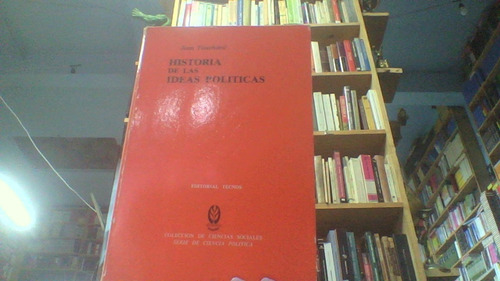 Jean Touchard
HISTORIA
DE LAS
IDEAS POLITICAS
EDITORIAL TECNOS
COLECCION DE CIENCIAS SOCIALES
SERIE DE CIENCIA POLITICA